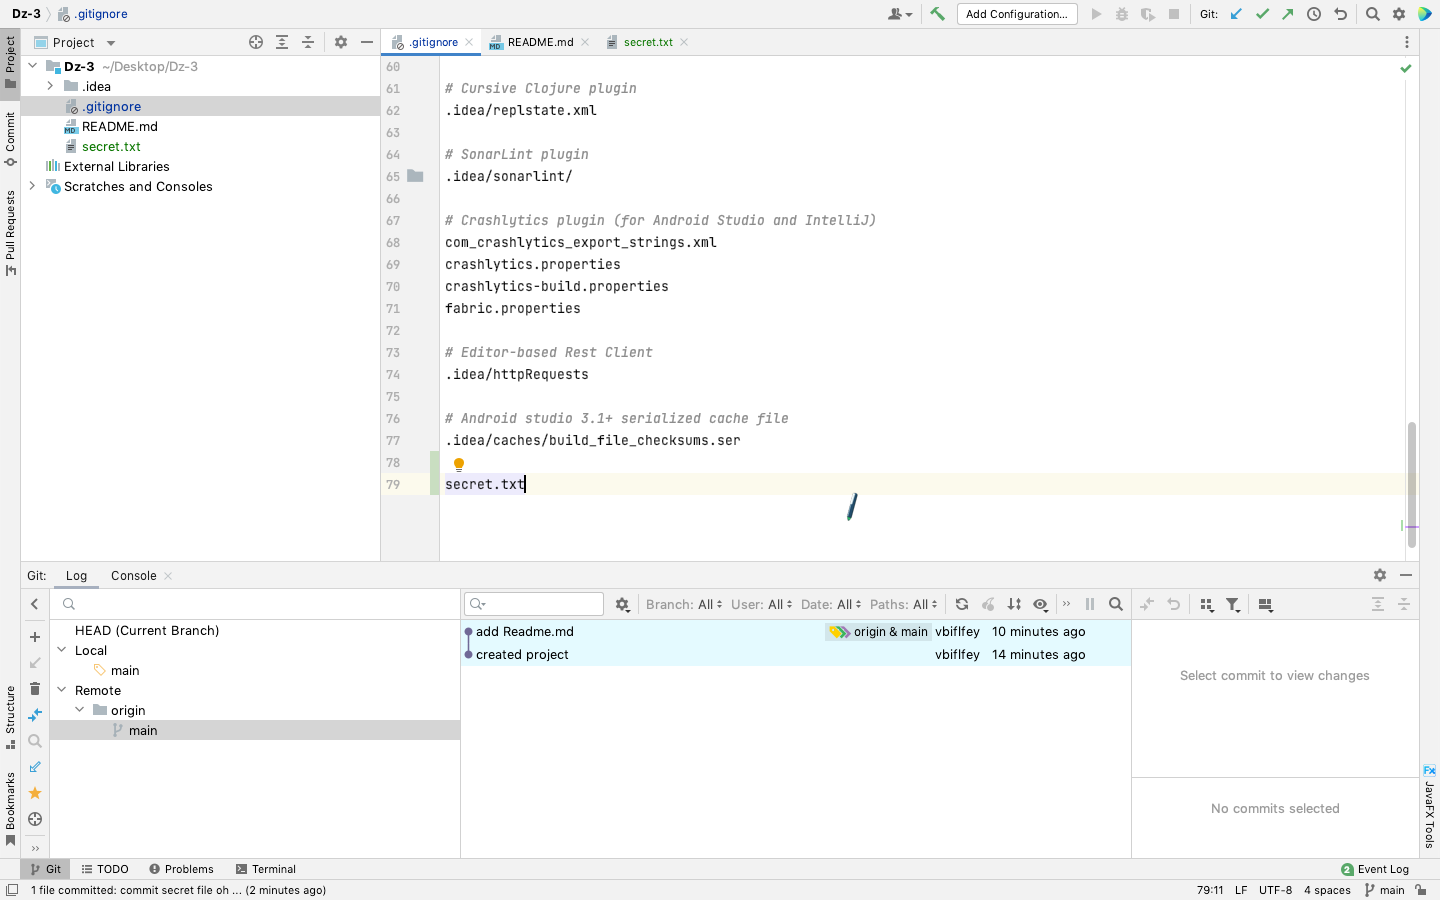 Dz-3
.gitignore
Add Configuration...
Git:
Project
.gitignore
README.md
secret.txt
Dz-3 ~/Desktop/Dz-3
.idea
.gitignore
README.md
secret.txt
External Libraries
Scratches and Consoles
Project
Commit
Pull Requests
Structure
Bookmarks
60
61 # Cursive Clojure plugin
62 .idea/replstate.xml
63
64 # SonarLint plugin
65 .idea/sonarlint/
66
67 # Crashlytics plugin (for Android Studio and IntelliJ)
68 com_crashlytics_export_strings.xml
69 crashlytics.properties
70 crashlytics-build.properties
71 fabric.properties
72
73 # Editor-based Rest Client
74 .idea/httpRequests
75
76 # Android studio 3.1+ serialized cache file
77 .idea/caches/build_file_checksums.ser
78
79 secret.txt
Git: Log Console
HEAD (Current Branch)
Local
main
Remote
origin
main
Branch: All User: All Date: All Paths: All
add Readme.md origin & main vbiflfey 10 minutes ago
created project vbiflfey 14 minutes ago
Select commit to view changes
No commits selected
JavaFX Tools
Git TODO Problems Terminal
2 Event Log
1 file committed: commit secret file oh ... (2 minutes ago)
79:11 LF UTF-8 4 spaces main